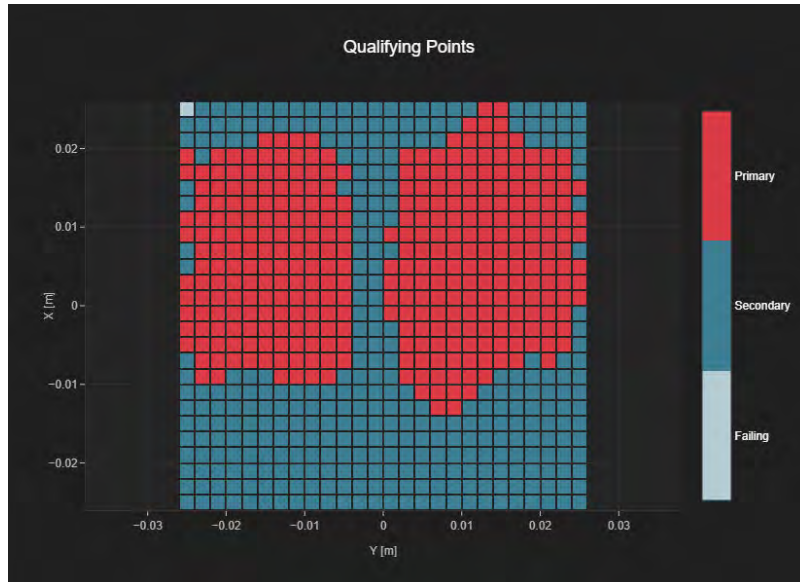 Qualifying Points
Primary
Secondary
Failing
0.02
0.01
0
−0.01
−0.02
X [m]
−0.03
−0.02
−0.01
0
0.01
0.02
0.03
Y [m]